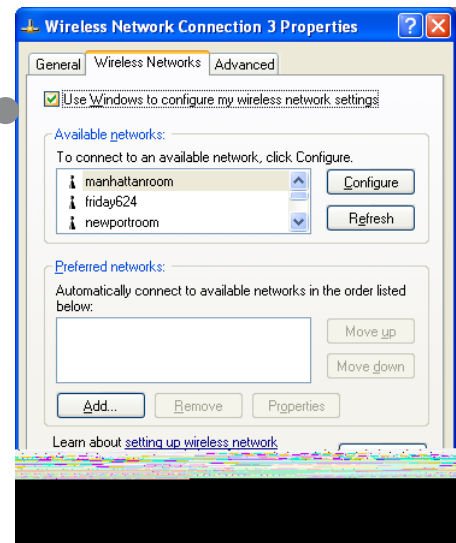 Wireless Network Connection 3 Properties
General Wireless Networks Advanced
Use Windows to configure my wireless network settings
Available networks:
To connect to an available network, click Configure.
manhattanroom
friday624
newportroom
Configure
Refresh
Preferred networks:
Automatically connect to available networks in the order listed
below:
Move up
Move down
Add... Remove Properties
Learn about setting up wireless network